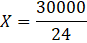 X = 30000/24